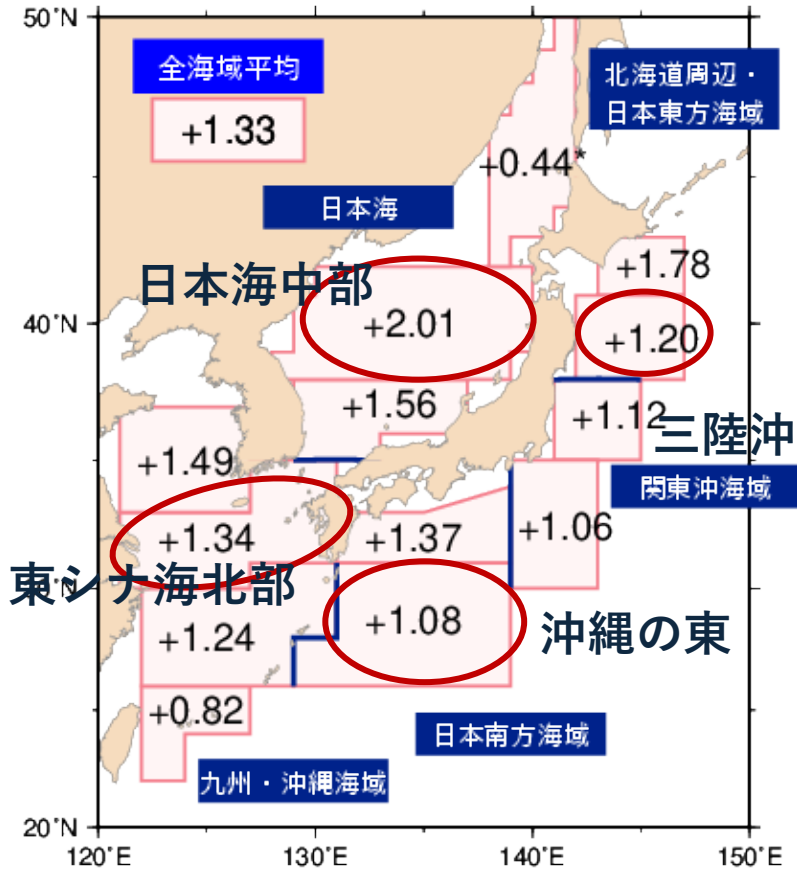 50°N
全海域平均
+1.33
北海道周辺・
日本東方海域
+0.44*
日本海
日本海中部
+1.78
40°N
+2.01
+1.20
+1.56
+1.12
三陸沖
+1.49
関東沖海域
+1.34
+1.37
+1.06
東シナ海北部
0°N
+1.24
+1.08
沖縄の東
+0.82
日本南方海域
九州・沖縄海域
20°N
120°E
130°E
140°E
150°E